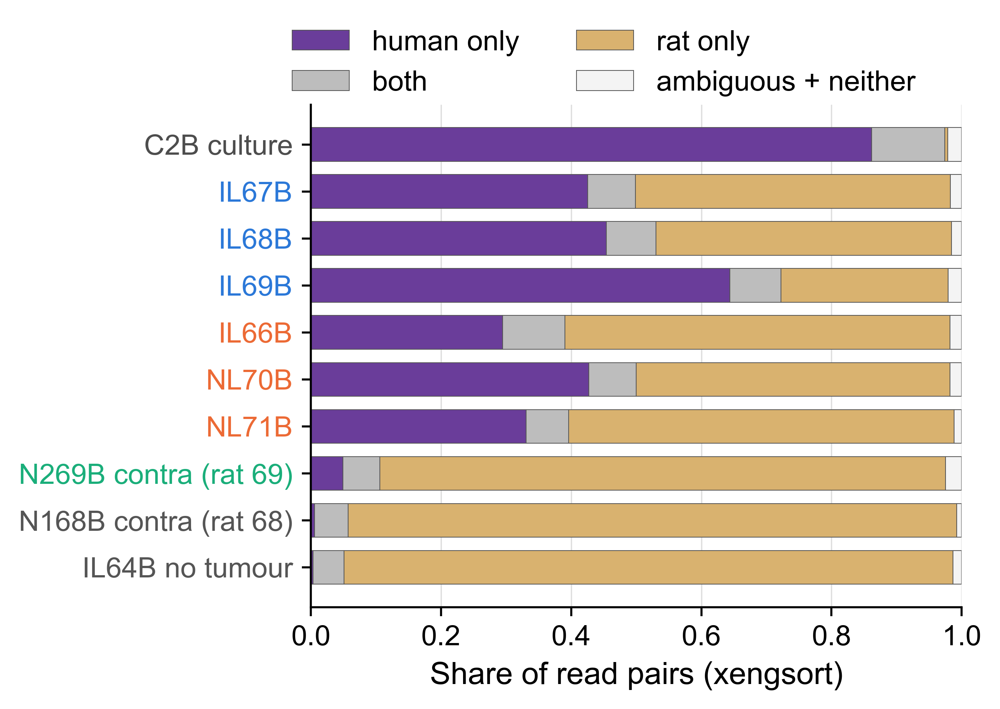 human only
rat only
both
ambiguous + neither
C2B culture
IL67B
IL68B
IL69B
IL66B
NL70B
NL71B
N269B contra (rat 69)
N168B contra (rat 68)
IL64B no tumour
0.0 0.2 0.4 0.6 0.8 1.0
Share of read pairs (xengsort)